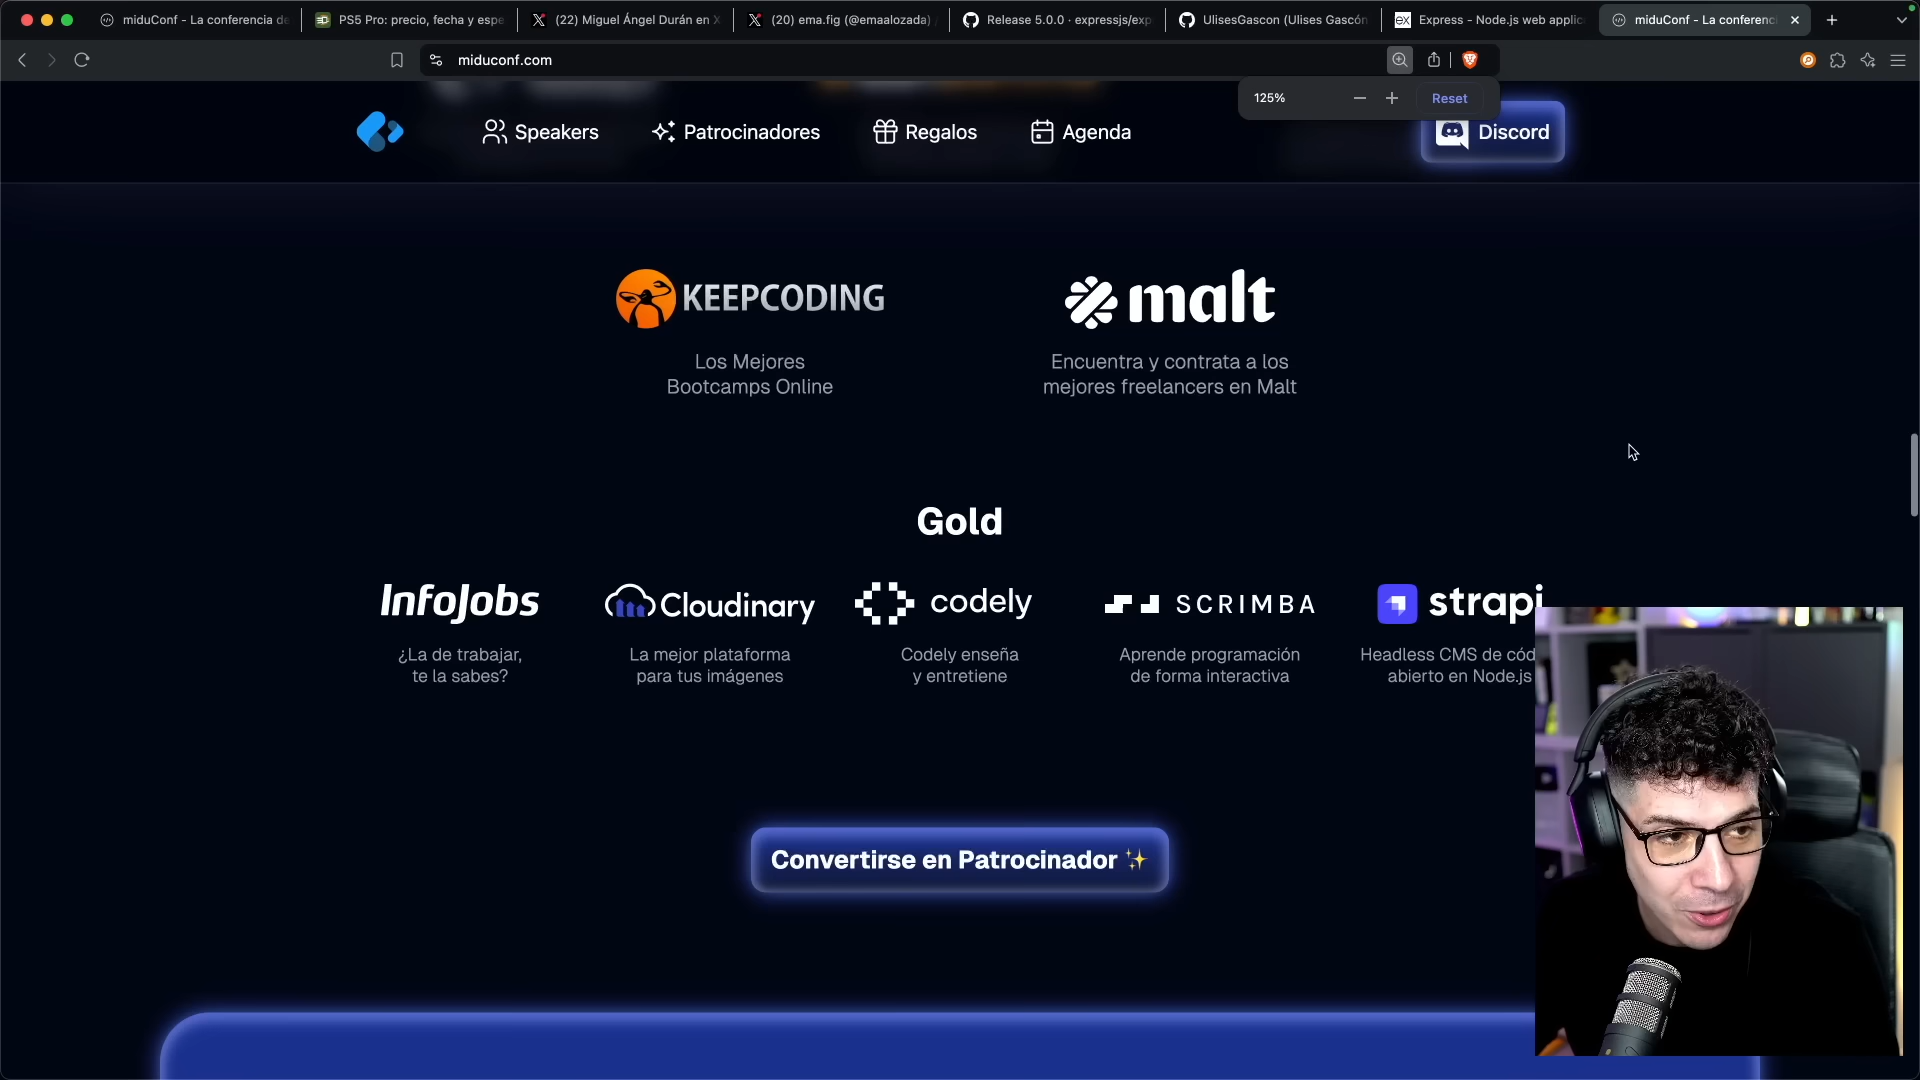 miduConf - La conferencia de
PS5 Pro: precio, fecha y espe
(22) Miguel Ángel Durán en X
(20) ema.fig (@emaalozada) /
Release 5.0.0 · expressjs/exp
UlisesGascon (Ulises Gascón
Express - Node.js web applic
miduConf - La conferenci
miduconf.com
125%
Reset
Speakers
Patrocinadores
Regalos
Agenda
Discord
KEEPCODING
malt
Los Mejores
Bootcamps Online
Encuentra y contrata a los
mejores freelancers en Malt
Gold
InfoJobs
Cloudinary
codely
SCRIMBA
strapi
¿La de trabajar,
te la sabes?
La mejor plataforma
para tus imágenes
Codely enseña
y entretiene
Aprende programación
de forma interactiva
Headless CMS de cód
abierto en Node.js
Convertirse en Patrocinador ✨